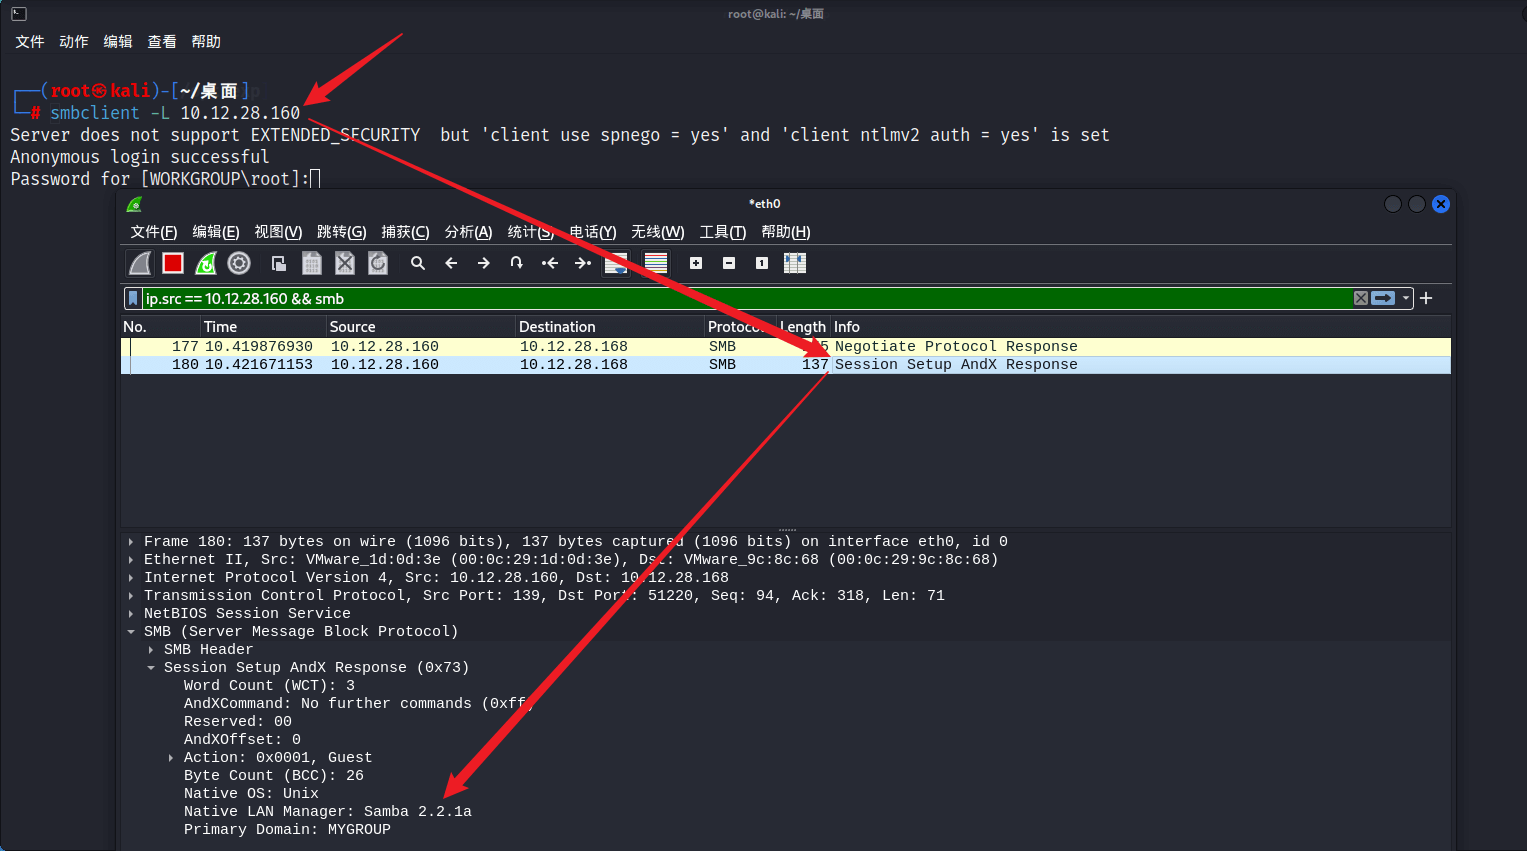 root@kali: ~/桌面
文件 动作 编辑 查看 帮助
┌──(root㉿kali)-[~/桌面]
└─# smbclient -L 10.12.28.160
Server does not support EXTENDED_SECURITY  but 'client use spnego = yes' and 'client ntlmv2 auth = yes' is set
Anonymous login successful
Password for [WORKGROUP\root]:
*eth0
文件(F) 编辑(E) 视图(V) 跳转(G) 捕获(C) 分析(A) 统计(S) 电话(Y) 无线(W) 工具(T) 帮助(H)
ip.src == 10.12.28.160 && smb
No. Time Source Destination Protocol Length Info
177 10.419876930 10.12.28.160 10.12.28.168 SMB Negotiate Protocol Response
180 10.421671153 10.12.28.160 10.12.28.168 SMB 137 Session Setup AndX Response
Frame 180: 137 bytes on wire (1096 bits), 137 bytes captured (1096 bits) on interface eth0, id 0
Ethernet II, Src: VMware_1d:0d:3e (00:0c:29:1d:0d:3e), Dst: VMware_9c:8c:68 (00:0c:29:9c:8c:68)
Internet Protocol Version 4, Src: 10.12.28.160, Dst: 10.12.28.168
Transmission Control Protocol, Src Port: 139, Dst Port: 51220, Seq: 94, Ack: 318, Len: 71
NetBIOS Session Service
SMB (Server Message Block Protocol)
SMB Header
Session Setup AndX Response (0x73)
Word Count (WCT): 3
AndXCommand: No further commands (0xff)
Reserved: 00
AndXOffset: 0
Action: 0x0001, Guest
Byte Count (BCC): 26
Native OS: Unix
Native LAN Manager: Samba 2.2.1a
Primary Domain: MYGROUP